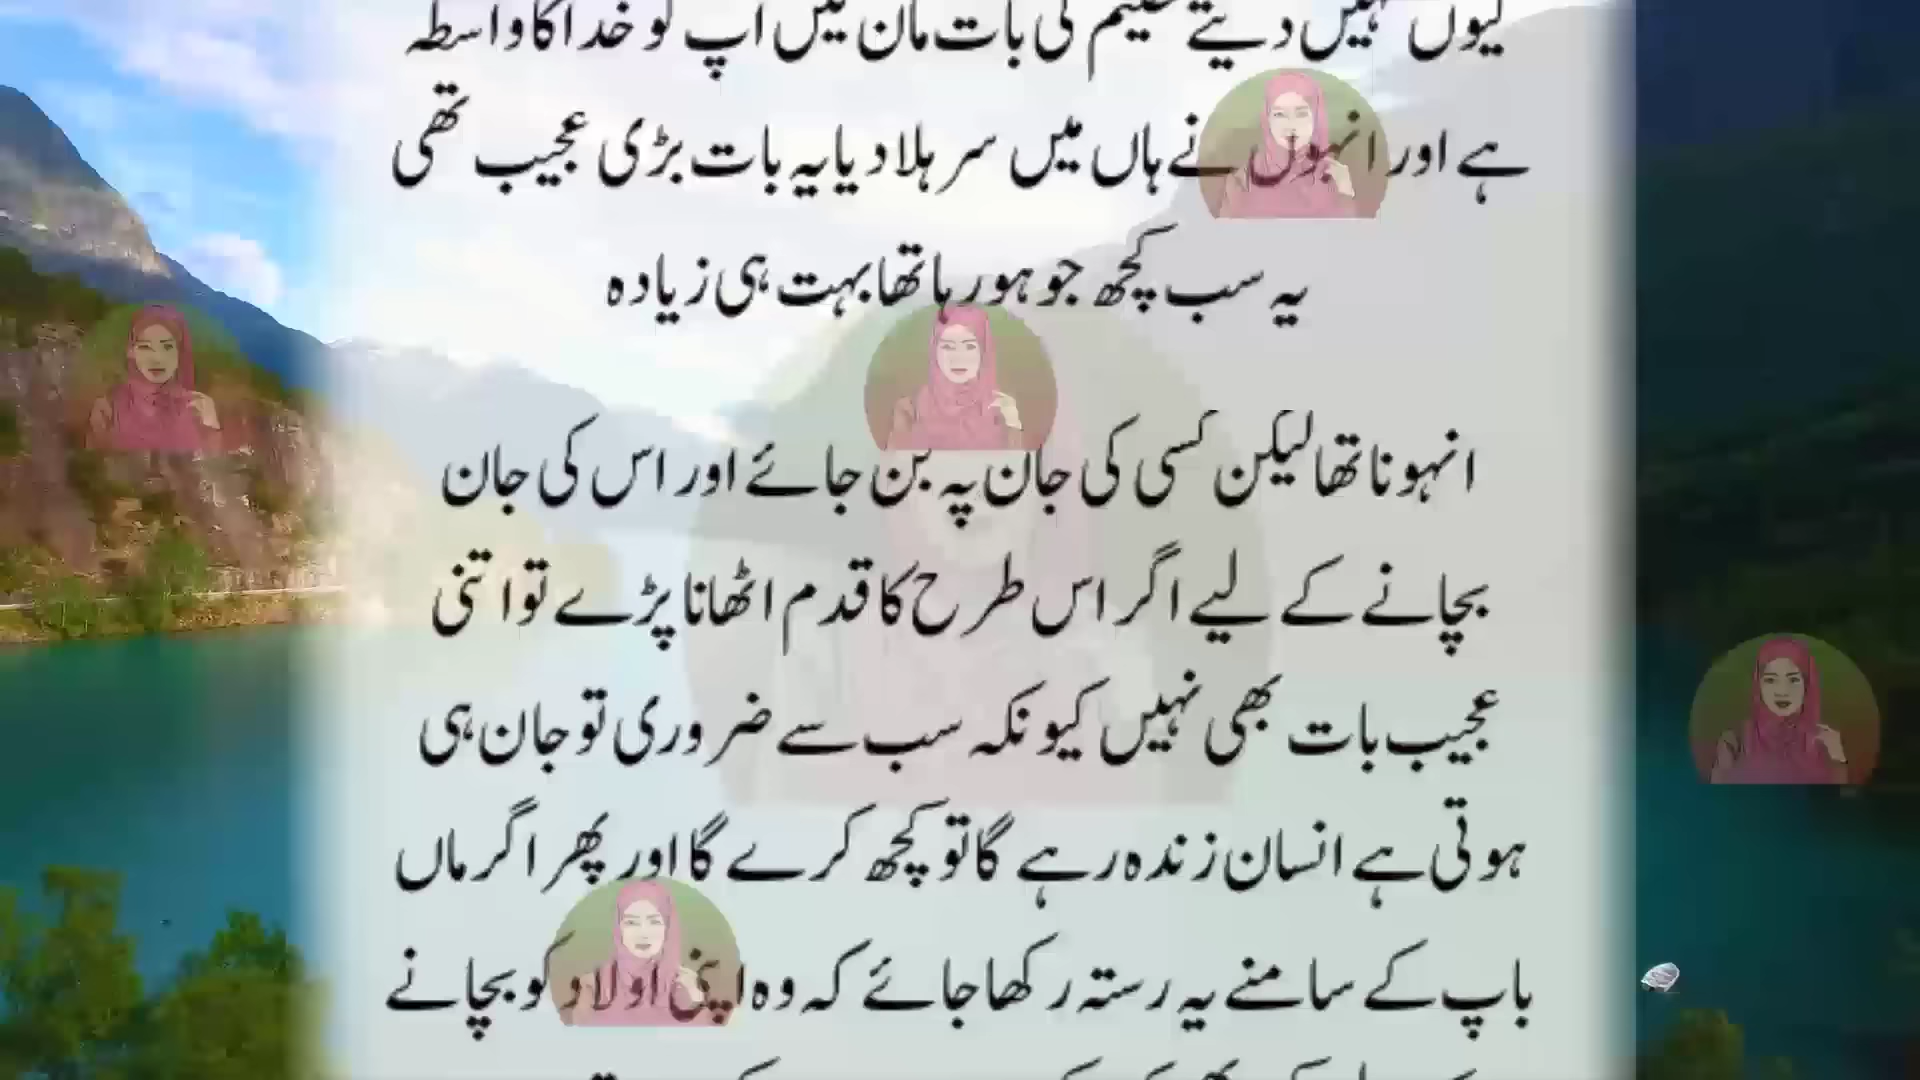 کیوں نہیں دیتے حکیم کی بات مان لیں آپ کو خدا کا واسطہ
ہے اور انہوں نے ہاں میں سر ہلا دیا یہ بات بڑی عجیب تھی
یہ سب کچھ جو ہو رہا تھا بہت ہی زیادہ
انہونا تھا لیکن کسی کی جان پہ بن جائے اور اس کی جان
بچانے کے لیے اگر اس طرح کا قدم اٹھانا پڑے تو اتنی
عجیب بات بھی نہیں کیونکہ سب سے ضروری تو جان ہی
ہوتی ہے انسان زندہ رہے گا تو کچھ کرے گا اور پھر اگر ماں
باپ کے سامنے یہ رستہ رکھا جائے کہ وہ اپنی اولاد کو بچانے